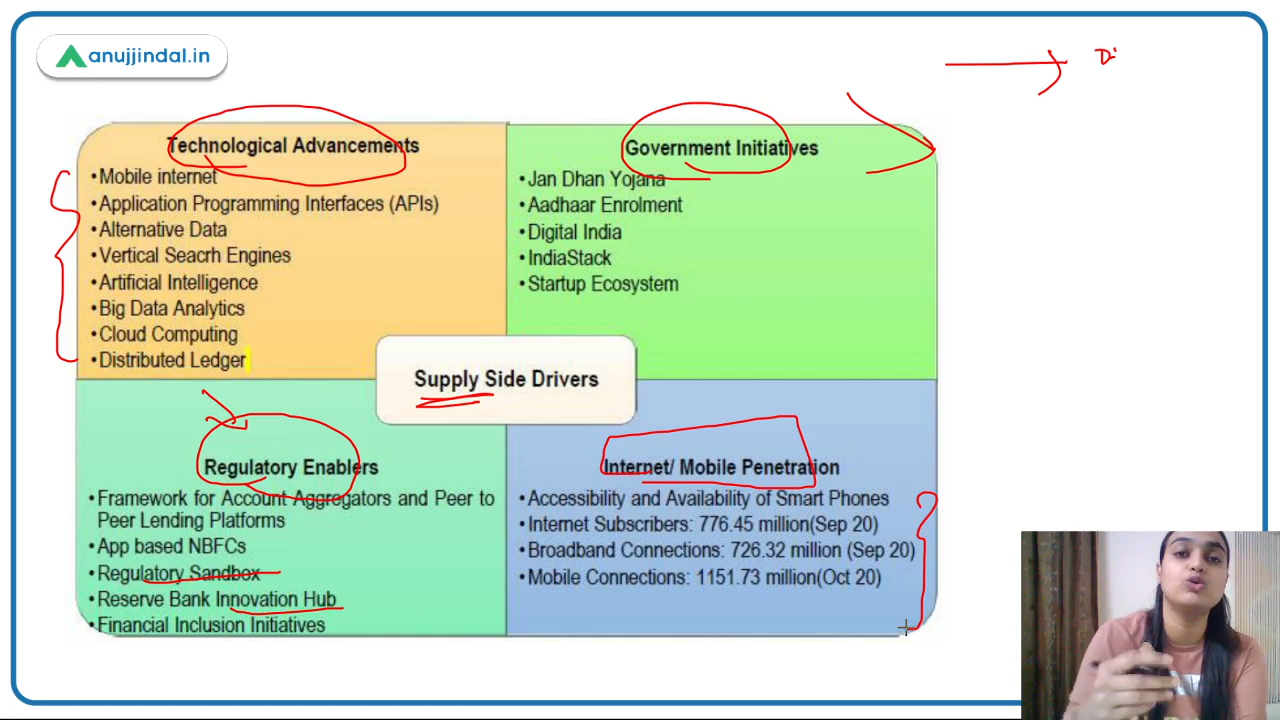 anujjindal.in
Di
Technological Advancements
•Mobile internet
•Application Programming Interfaces (APIs)
•Alternative Data
•Vertical Seacrh Engines
•Artificial Intelligence
•Big Data Analytics
•Cloud Computing
•Distributed Ledger
Government Initiatives
•Jan Dhan Yojana
•Aadhaar Enrolment
•Digital India
•IndiaStack
•Startup Ecosystem
Supply Side Drivers
Regulatory Enablers
•Framework for Account Aggregators and Peer to
Peer Lending Platforms
•App based NBFCs
•Regulatory Sandbox
•Reserve Bank Innovation Hub
•Financial Inclusion Initiatives
Internet/ Mobile Penetration
•Accessibility and Availability of Smart Phones
•Internet Subscribers: 776.45 million(Sep 20)
•Broadband Connections: 726.32 million (Sep 20)
•Mobile Connections: 1151.73 million(Oct 20)